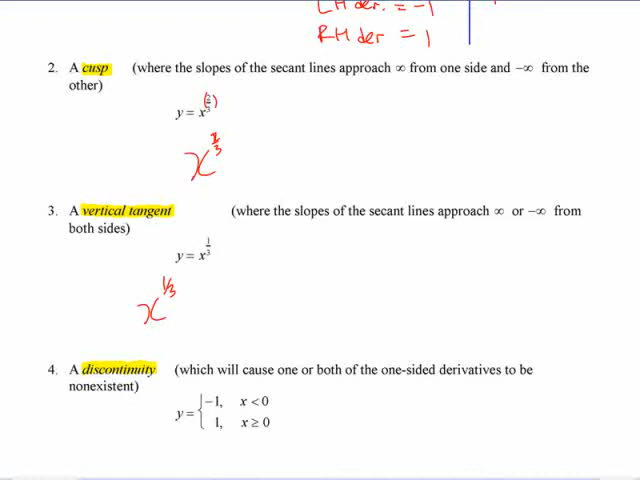 LH der. = -1
RH der = 1
2. A cusp (where the slopes of the secant lines approach ∞ from one side and −∞ from the
other)
y = x^(2/3)
x^(2/3)
3. A vertical tangent (where the slopes of the secant lines approach ∞ or −∞ from
both sides)
y = x^(1/3)
x^(1/3)
4. A discontinuity (which will cause one or both of the one-sided derivatives to be
nonexistent)
y = { −1, x < 0
1, x ≥ 0